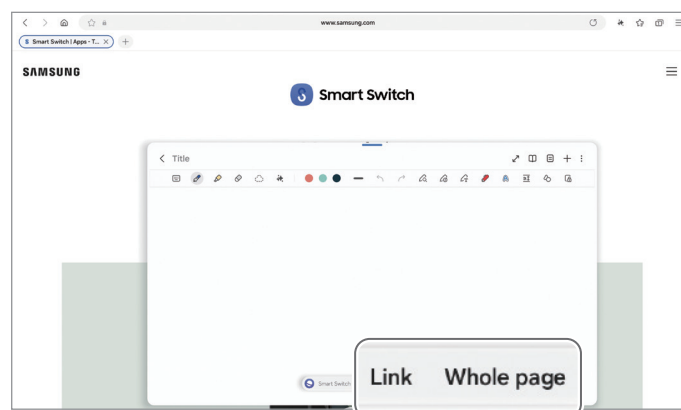 www.samsung.com
Smart Switch | Apps - T...
SAMSUNG
Smart Switch
Title
Smart Switch
Link Whole page